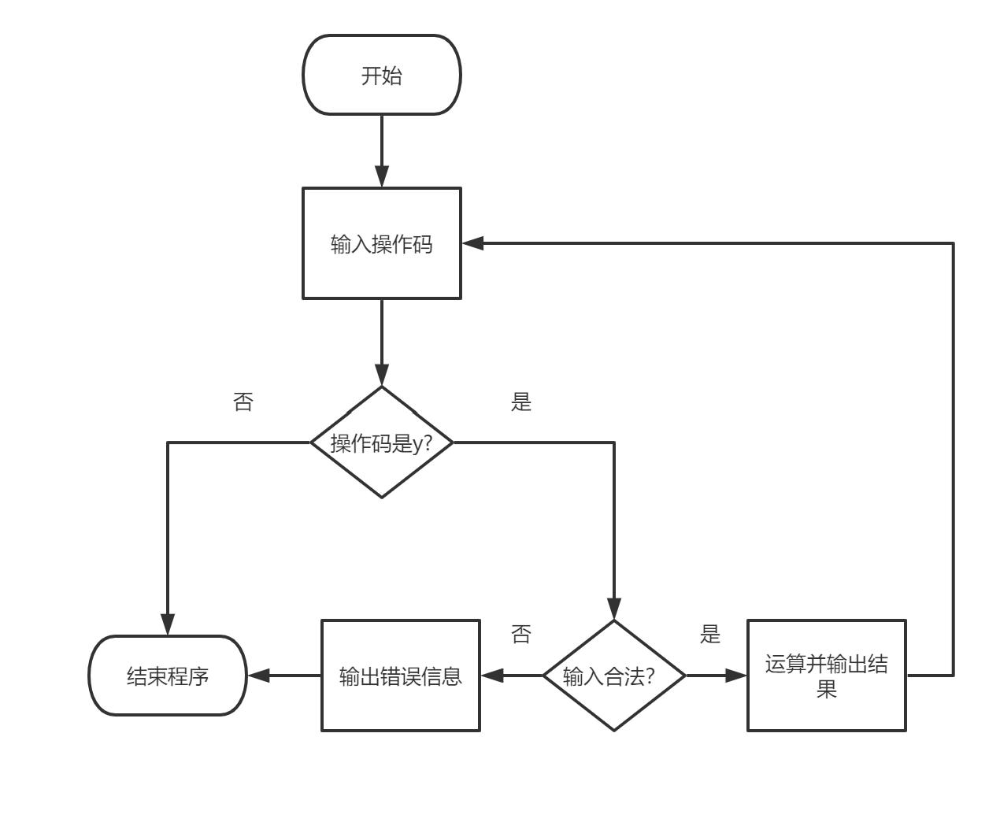 开始
输入操作码
否
是
操作码是y?
否
是
结束程序
输出错误信息
输入合法?
运算并输出结
果